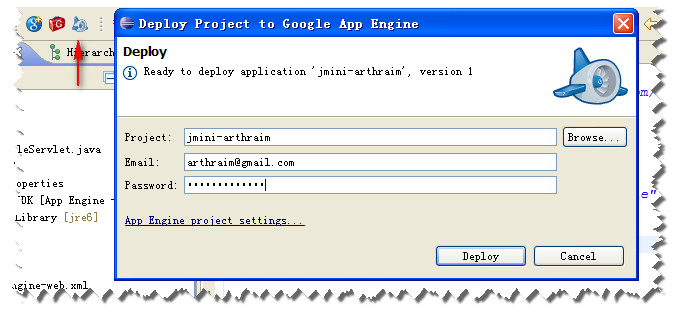 Hierarch
Deploy Project to Google App Engine
Deploy
Ready to deploy application 'jmini-arthraim', version 1
Project: jmini-arthraim Browse...
Email: arthraim@gmail.com
Password: •••••••••••••
leServlet.java
operties
DK [App Engine -
Library [jre6]
App Engine project settings...
Deploy Cancel
ngine-web.xml